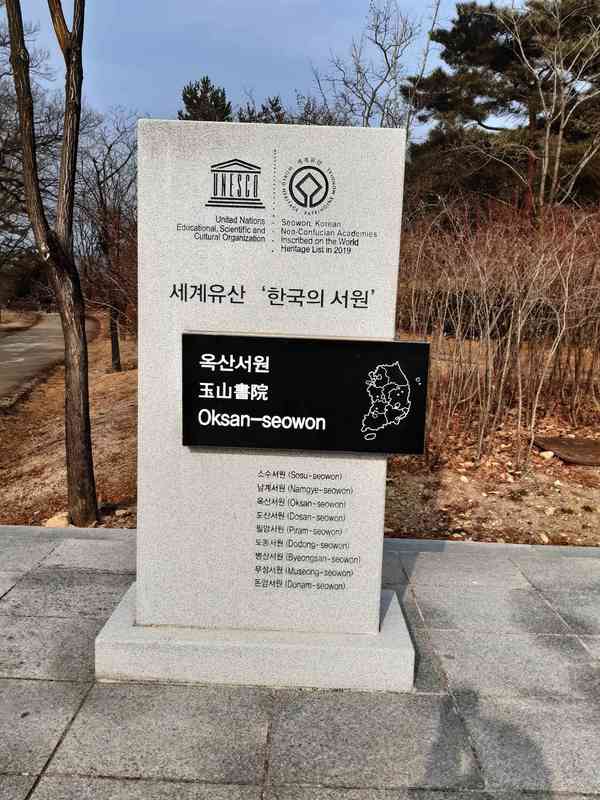 UNESCO
United Nations
Educational, Scientific and
Cultural Organization
Seowon, Korean
Neo-Confucian Academies
Inscribed on the World
Heritage List in 2019
세계유산 ‘한국의 서원’
옥산서원
玉山書院
Oksan-seowon
소수서원 (Sosu-seowon)
남계서원 (Namgye-seowon)
옥산서원 (Oksan-seowon)
도산서원 (Dosan-seowon)
필암서원 (Piram-seowon)
도동서원 (Dodong-seowon)
병산서원 (Byeongsan-seowon)
무성서원 (Museong-seowon)
돈암서원 (Donam-seowon)